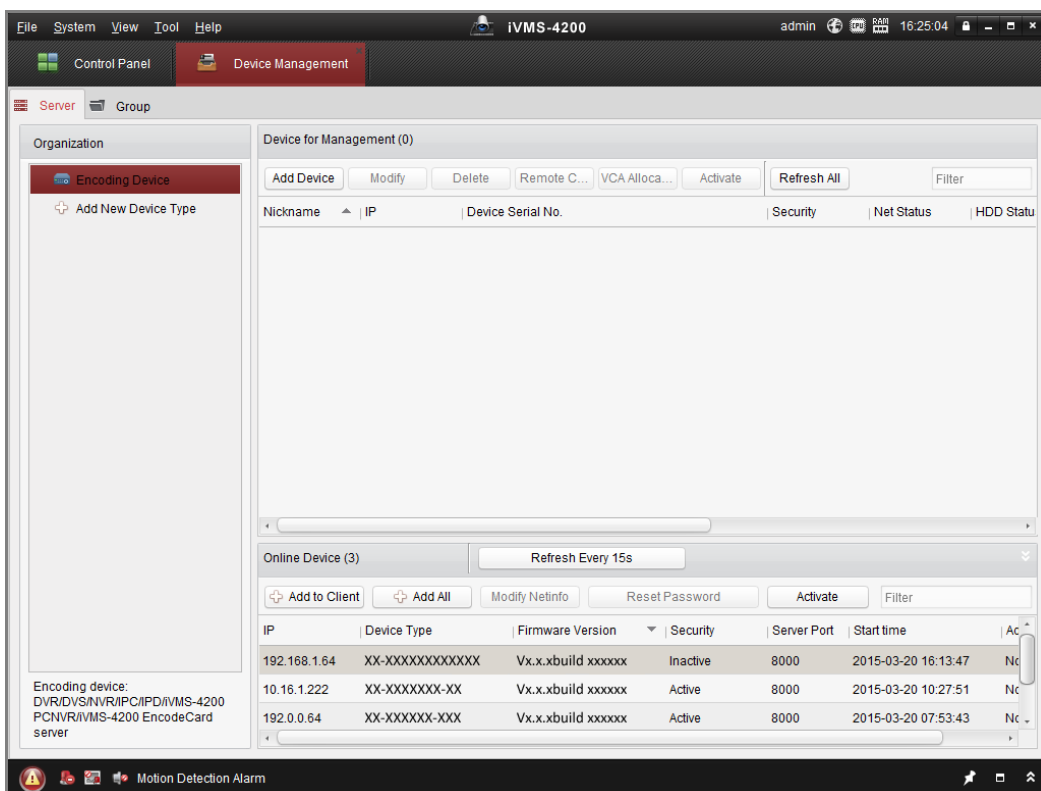 File System View Tool Help iVMS-4200 admin CPU RAM 16:25:04
Control Panel Device Management
Server Group
Organization
Encoding Device
Add New Device Type
Encoding device:
DVR/DVS/NVR/IPC/IPD/iVMS-4200
PCNVR/iVMS-4200 EncodeCard
server
Device for Management (0)
Add Device Modify Delete Remote C... VCA Alloca... Activate Refresh All Filter
Nickname IP Device Serial No. Security Net Status HDD Statu
Online Device (3) Refresh Every 15s
Add to Client Add All Modify Netinfo Reset Password Activate Filter
IP Device Type Firmware Version Security Server Port Start time Ac
192.168.1.64 XX-XXXXXXXXXXXX Vx.x.xbuild xxxxxx Inactive 8000 2015-03-20 16:13:47 No
10.16.1.222 XX-XXXXXXX-XX Vx.x.xbuild xxxxxx Active 8000 2015-03-20 10:27:51 No
192.0.0.64 XX-XXXXXX-XXX Vx.x.xbuild xxxxxx Active 8000 2015-03-20 07:53:43 No
Motion Detection Alarm